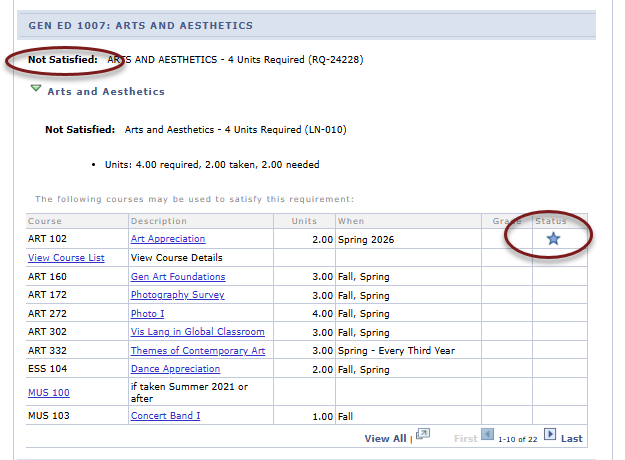 GEN ED 1007: ARTS AND AESTHETICS
Not Satisfied: ARTS AND AESTHETICS - 4 Units Required (RQ-24228)
Arts and Aesthetics
Not Satisfied: Arts and Aesthetics - 4 Units Required (LN-010)
• Units: 4.00 required, 2.00 taken, 2.00 needed
The following courses may be used to satisfy this requirement:
Course Description Units When Grade Status
ART 102 Art Appreciation 2.00 Spring 2026
View Course List View Course Details
ART 160 Gen Art Foundations 3.00 Fall, Spring
ART 172 Photography Survey 3.00 Fall, Spring
ART 272 Photo I 4.00 Fall, Spring
ART 302 Vis Lang in Global Classroom 3.00 Fall, Spring
ART 332 Themes of Contemporary Art 3.00 Spring - Every Third Year
ESS 104 Dance Appreciation 2.00 Fall, Spring
MUS 100 if taken Summer 2021 or
after
MUS 103 Concert Band I 1.00 Fall
View All | First 1-10 of 22 Last